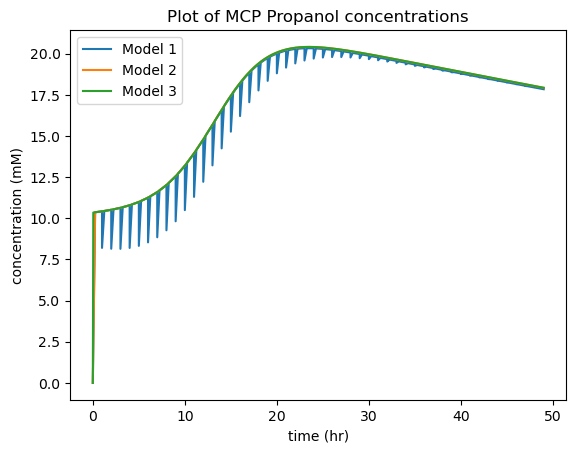 Plot of MCP Propanol concentrations
Model 1
Model 2
Model 3
concentration (mM)
20.0
17.5
15.0
12.5
10.0
7.5
5.0
2.5
0.0
0 10 20 30 40 50
time (hr)